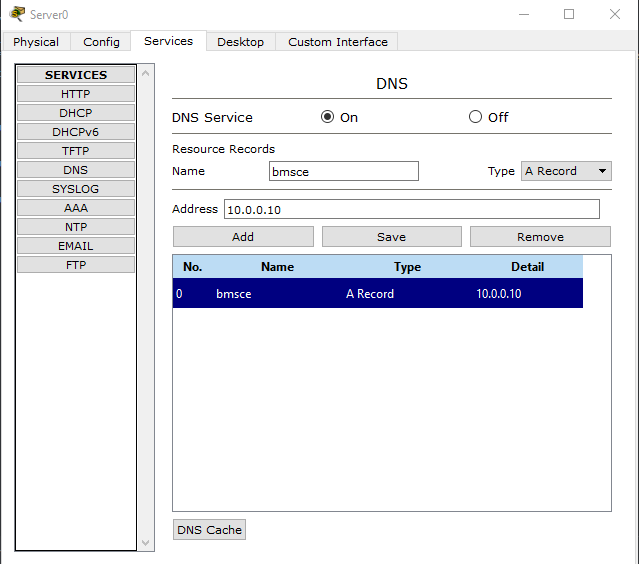 Server0
Physical Config Services Desktop Custom Interface
SERVICES
HTTP
DHCP
DHCPv6
TFTP
DNS
SYSLOG
AAA
NTP
EMAIL
FTP
DNS
DNS Service On Off
Resource Records
Name bmsce Type A Record
Address 10.0.0.10
Add Save Remove
No. Name Type Detail
0 bmsce A Record 10.0.0.10
DNS Cache